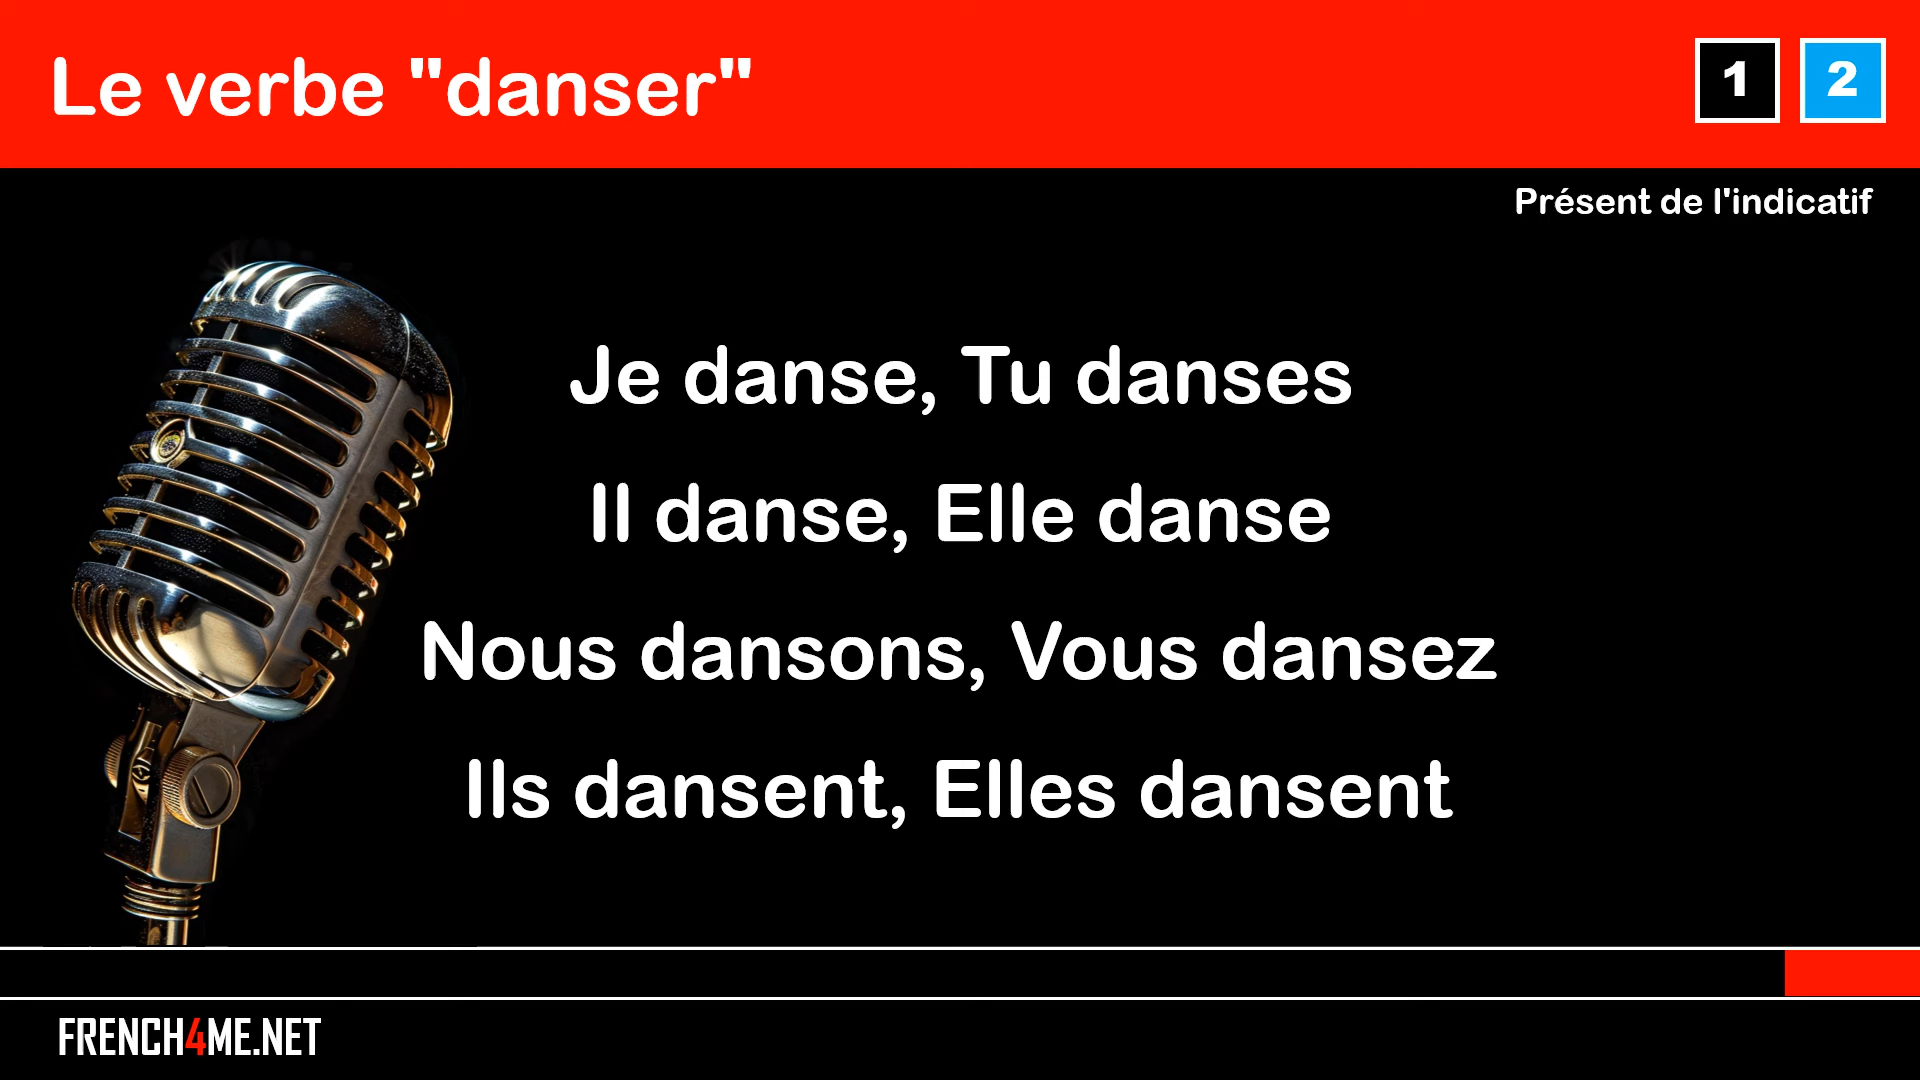 Le verbe "danser"
1 2
Présent de l'indicatif
Je danse, Tu danses
Il danse, Elle danse
Nous dansons, Vous dansez
Ils dansent, Elles dansent
FRENCH4ME.NET